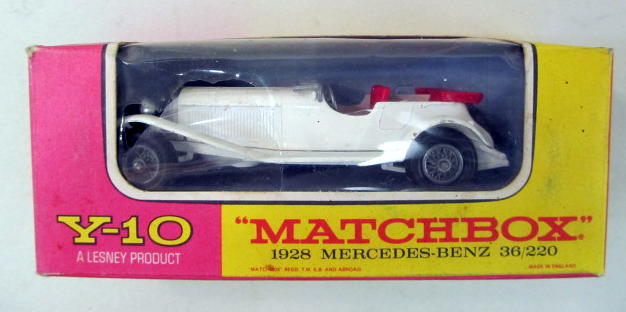 Y-10
A LESNEY PRODUCT
"MATCHBOX"
1928 MERCEDES-BENZ 36/220
"MATCHBOX" REGD. T.M. G.B. AND ABROAD
MADE IN ENGLAND